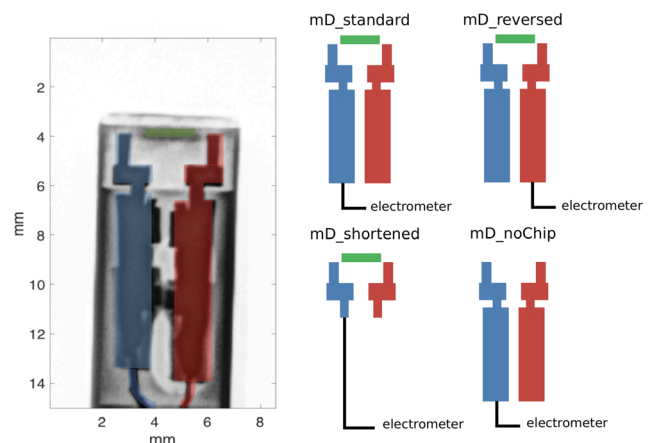 mD_standard
mD_reversed
2
4
6
8
10
12
14
mm
2
4
6
8
mm
electrometer
electrometer
mD_shortened
mD_noChip
electrometer
electrometer